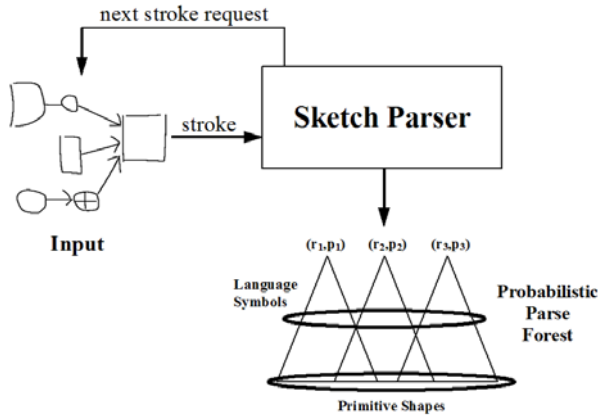 next stroke request
stroke
Sketch Parser
Input
(r₁,p₁) (r₂,p₂) (r₃,p₃)
Language
Symbols
Probabilistic
Parse
Forest
Primitive Shapes